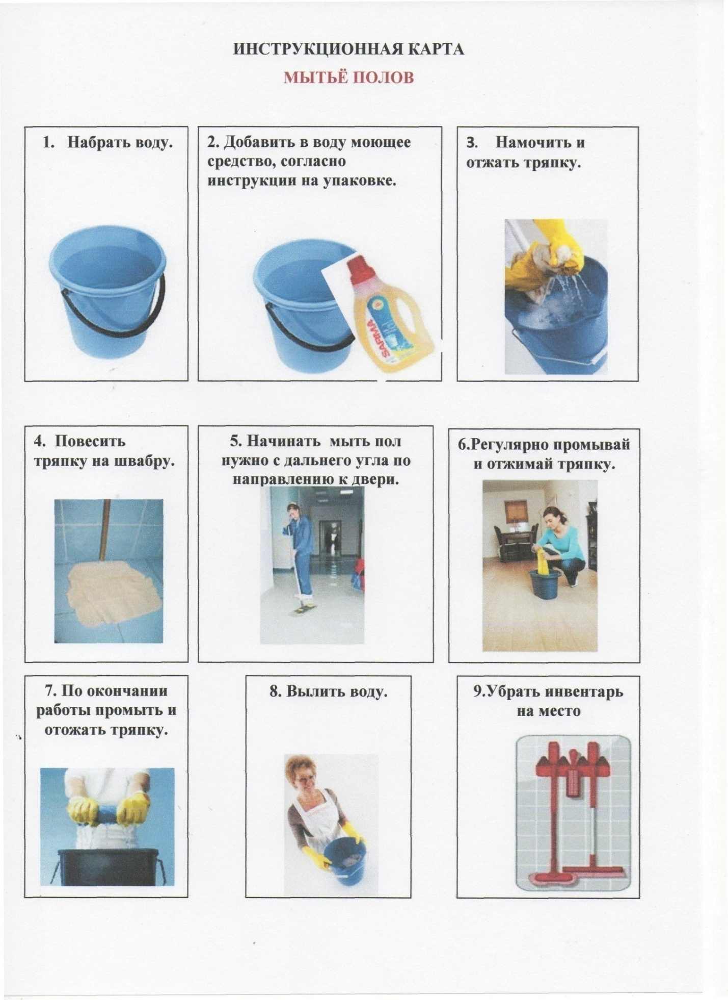 ИНСТРУКЦИОННАЯ КАРТА
МЫТЬЁ ПОЛОВ
1. Набрать воду.
2. Добавить в воду моющее
средство, согласно
инструкции на упаковке.
SARMA
3. Намочить и
отжать тряпку.
4. Повесить
тряпку на швабру.
5. Начинать мыть пол
нужно с дальнего угла по
направлению к двери.
6.Регулярно промывай
и отжимай тряпку.
7. По окончании
работы промыть и
отожать тряпку.
8. Вылить воду.
9.Убрать инвентарь
на место